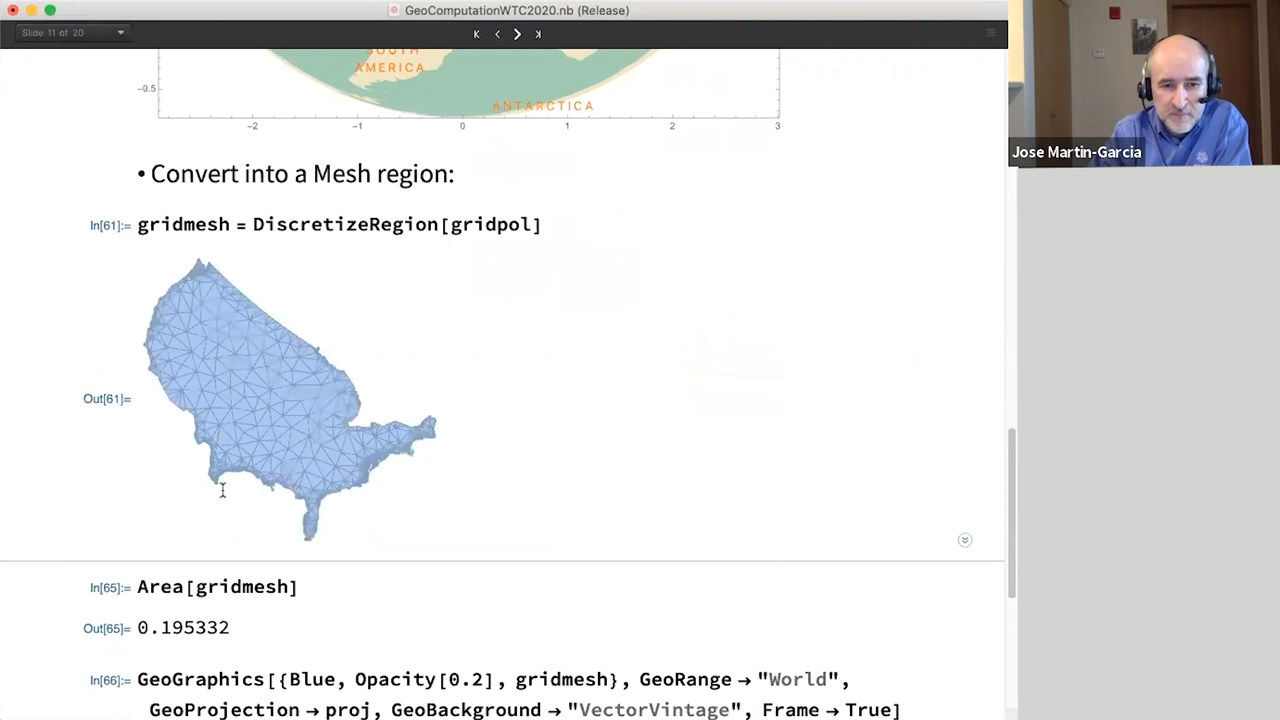 GeoComputationWTC2020.nb (Release)
Slide 11 of 20
SOUTH
AMERICA
ANTARCTICA
-0.5
-2 -1 0 1 2 3
Jose Martin-Garcia
• Convert into a Mesh region:
In[61]:= gridmesh = DiscretizeRegion[gridpol]
Out[61]=
In[65]:= Area[gridmesh]
Out[65]= 0.195332
In[66]:= GeoGraphics[{Blue, Opacity[0.2], gridmesh}, GeoRange → "World",
GeoProjection → proj, GeoBackground → "VectorVintage", Frame → True]